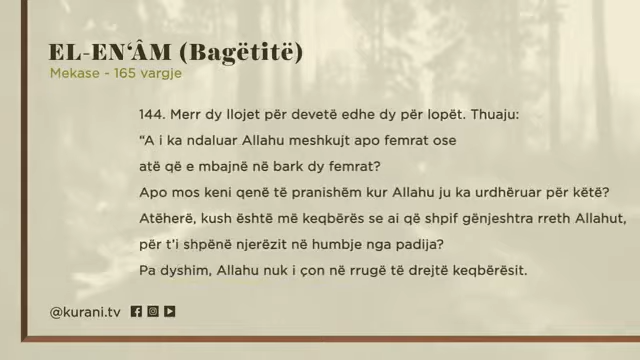 EL-EN‘ÂM (Bagëtitë)
Mekase - 165 vargje
144. Merr dy llojet për devetë edhe dy për lopët. Thuaju:
“A i ka ndaluar Allahu meshkujt apo femrat ose
atë që e mbajnë në bark dy femrat?
Apo mos keni qenë të pranishëm kur Allahu ju ka urdhëruar për këtë?
Atëherë, kush është më keqbërës se ai që shpif gënjeshtra rreth Allahut,
për t’i shpënë njerëzit në humbje nga padija?
Pa dyshim, Allahu nuk i çon në rrugë të drejtë keqbërësit.
@kurani.tv